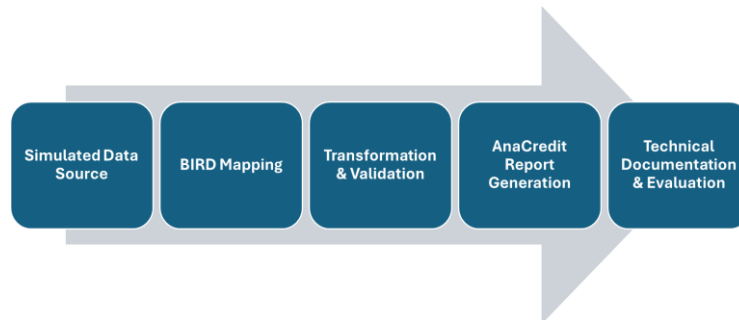 Simulated Data
Source
BIRD Mapping
Transformation
& Validation
AnaCredit
Report
Generation
Technical
Documentation
& Evaluation